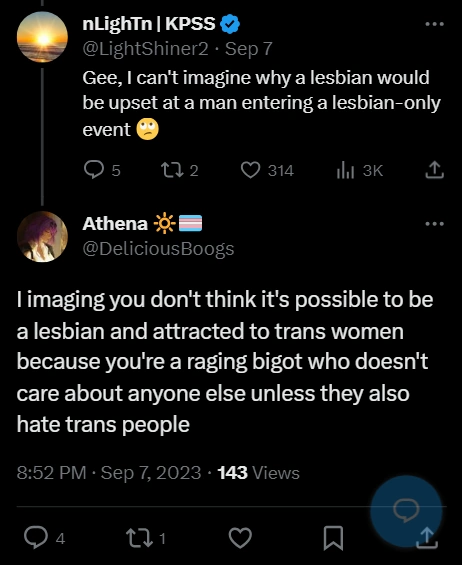 nLighTn | KPSS
@LightShiner2 · Sep 7
Gee, I can't imagine why a lesbian would
be upset at a man entering a lesbian-only
event 🙄
5 2 314 3K
Athena 🔆🏳️‍⚧️
@DeliciousBoogs
I imaging you don't think it's possible to be
a lesbian and attracted to trans women
because you're a raging bigot who doesn't
care about anyone else unless they also
hate trans people
8:52 PM · Sep 7, 2023 · 143 Views
4 1